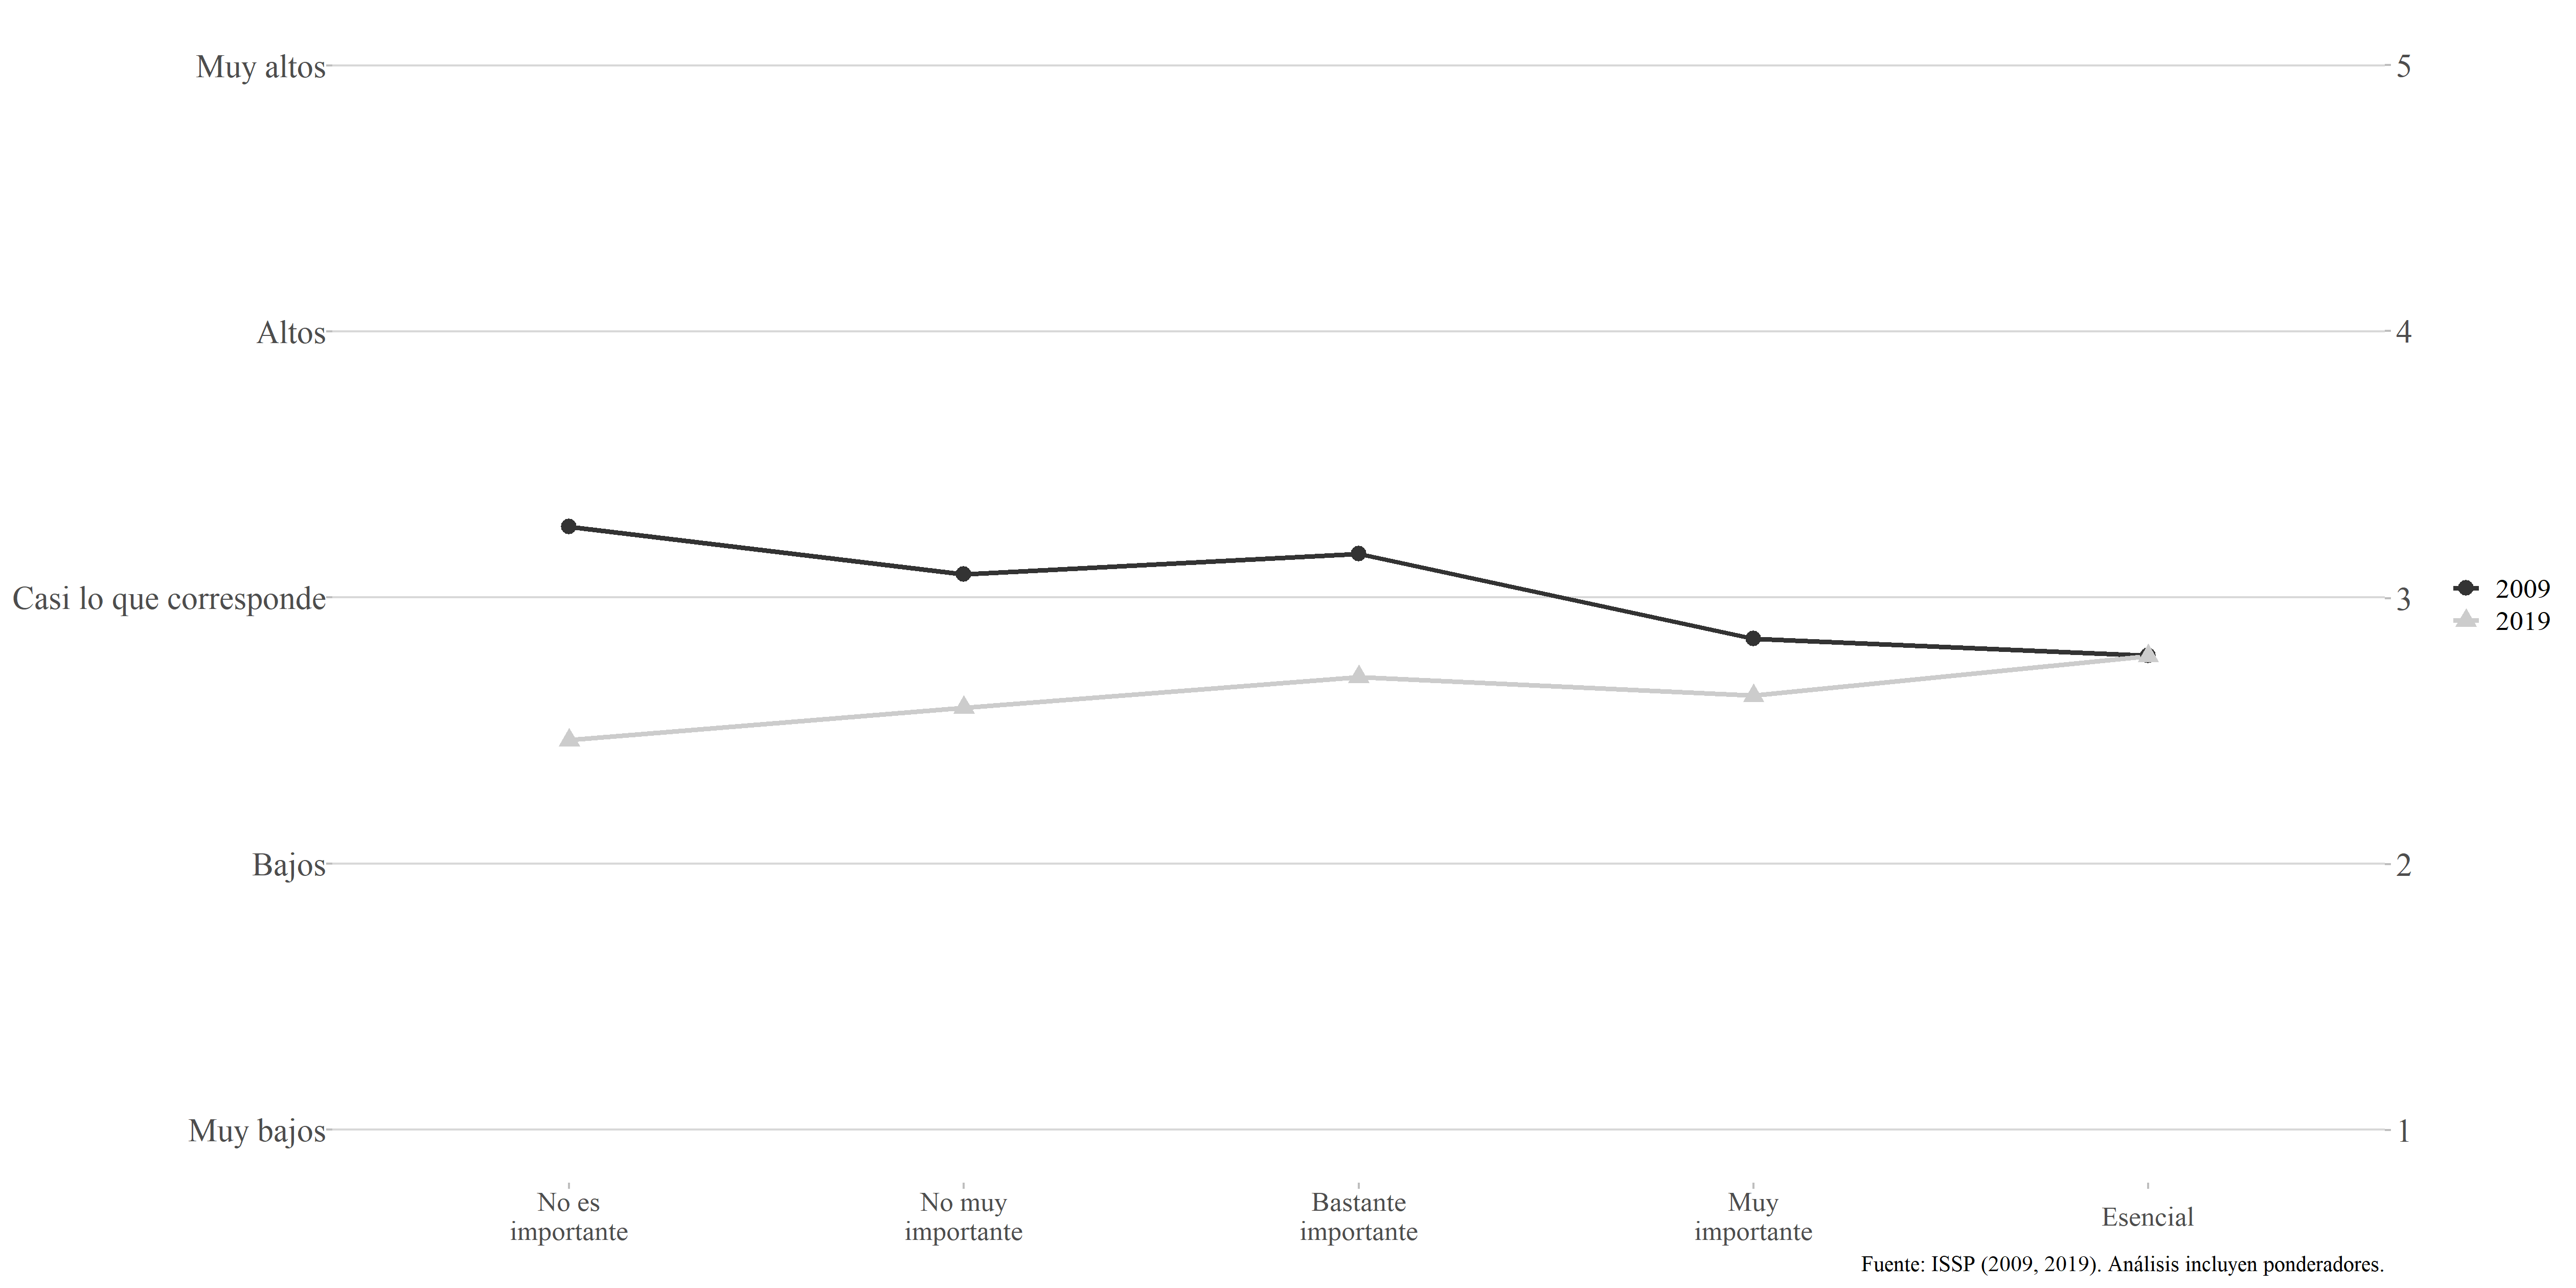 Muy altos
Altos
Casi lo que corresponde
Bajos
Muy bajos
5
4
3
2
1
2009
2019
No es
importante
No muy
importante
Bastante
importante
Muy
importante
Esencial
Fuente: ISSP (2009, 2019). Análisis incluyen ponderadores.